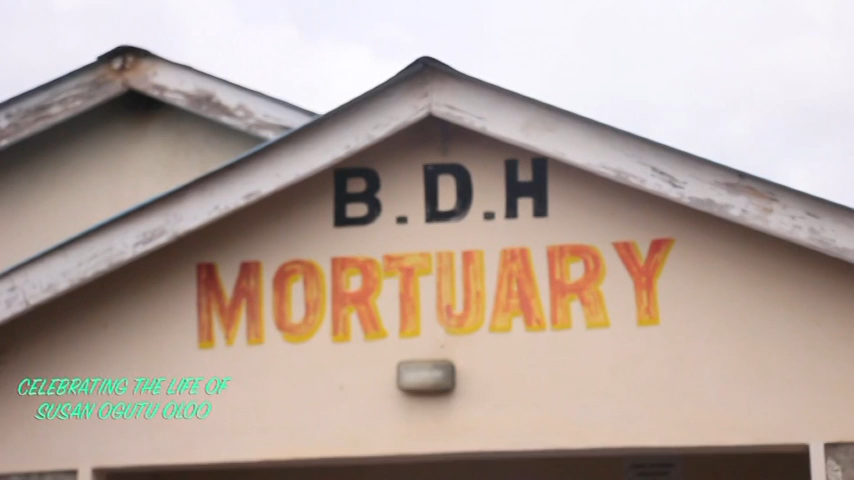 B.D.H
MORTUARY
CELEBRATING THE LIFE OF
SUSAN OGUTU OLOO